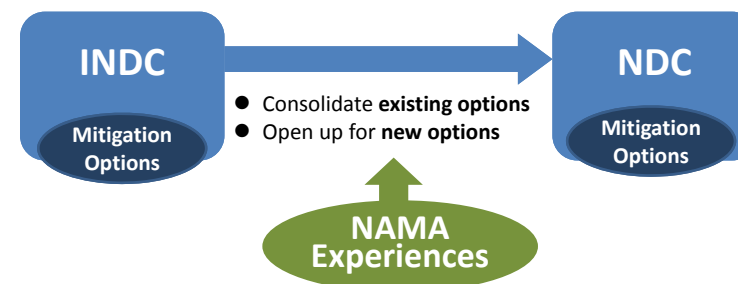 INDC
Mitigation
Options
● Consolidate existing options
● Open up for new options
NDC
Mitigation
Options
NAMA
Experiences